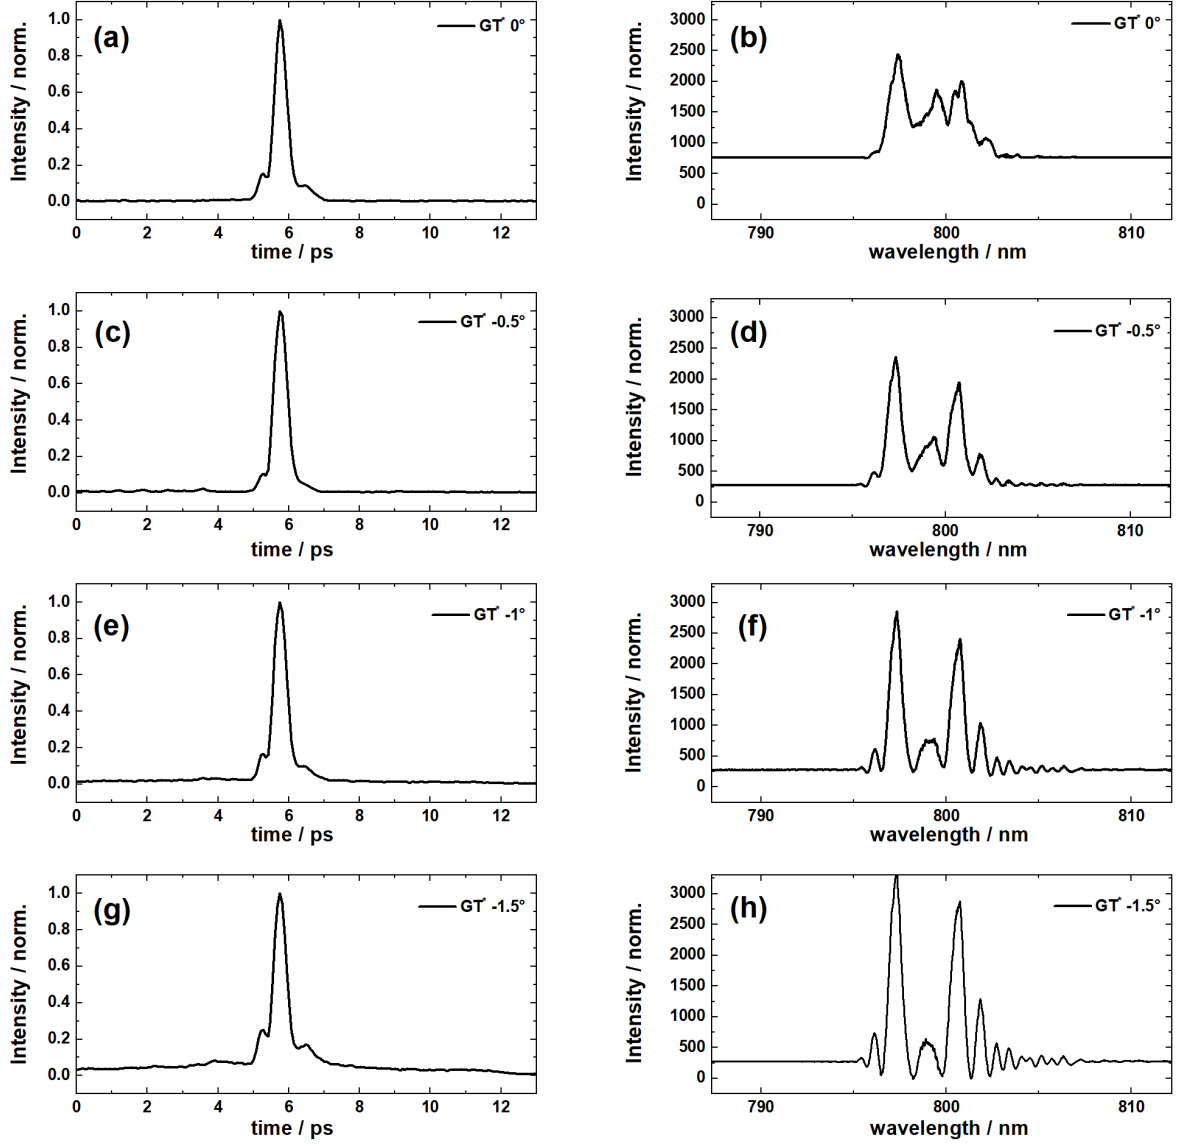 (a)
GT* 0°
Intensity / norm.
1.0
0.8
0.6
0.4
0.2
0.0
0 2 4 6 8 10 12
time / ps
(b)
GT* 0°
Intensity / norm.
3000
2500
2000
1500
1000
500
0
790 800 810
wavelength / nm
(c)
GT* -0.5°
Intensity / norm.
1.0
0.8
0.6
0.4
0.2
0.0
0 2 4 6 8 10 12
time / ps
(d)
GT* -0.5°
Intensity / norm.
3000
2500
2000
1500
1000
500
0
790 800 810
wavelength / nm
(e)
GT* -1°
Intensity / norm.
1.0
0.8
0.6
0.4
0.2
0.0
0 2 4 6 8 10 12
time / ps
(f)
GT* -1°
Intensity / norm.
3000
2500
2000
1500
1000
500
0
790 800 810
wavelength / nm
(g)
GT* -1.5°
Intensity / norm.
1.0
0.8
0.6
0.4
0.2
0.0
0 2 4 6 8 10 12
time / ps
(h)
GT* -1.5°
Intensity / norm.
3000
2500
2000
1500
1000
500
0
790 800 810
wavelength / nm